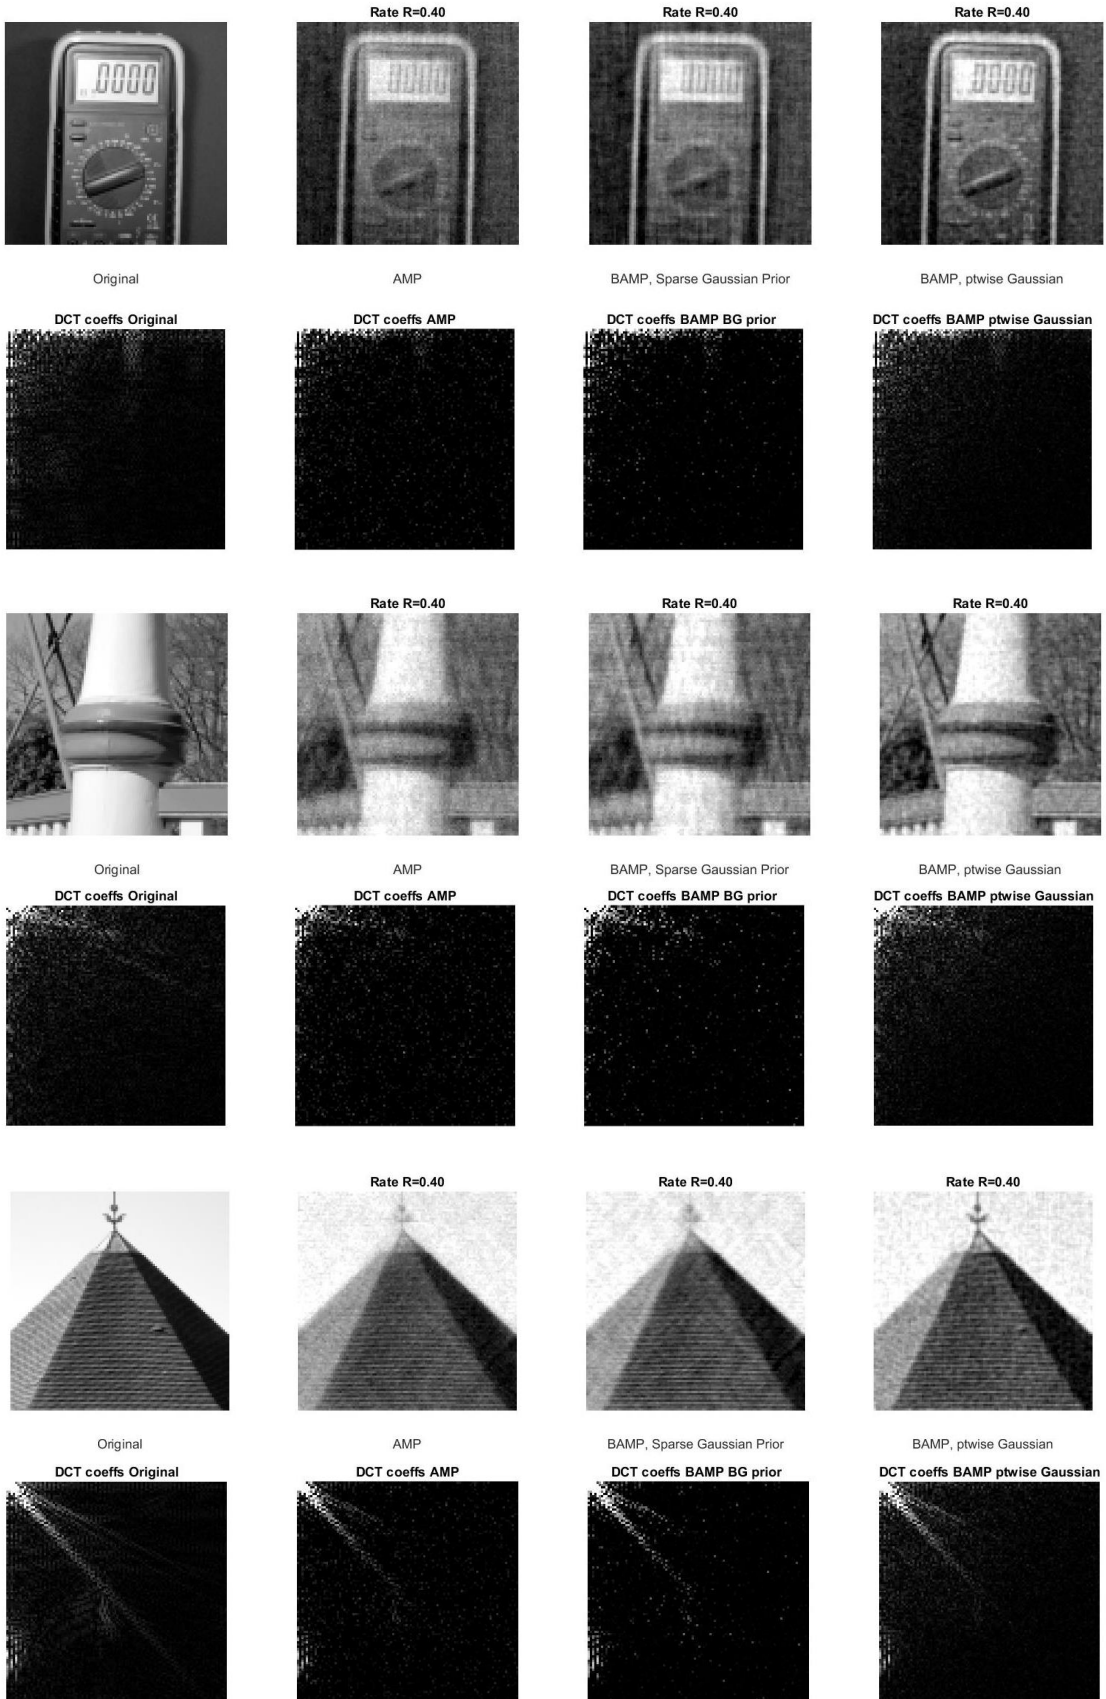 Rate R=0.40 Rate R=0.40 Rate R=0.40
0000
Original AMP BAMP, Sparse Gaussian Prior BAMP, ptwise Gaussian
DCT coeffs Original DCT coeffs AMP DCT coeffs BAMP BG prior DCT coeffs BAMP ptwise Gaussian
Rate R=0.40 Rate R=0.40 Rate R=0.40
Original AMP BAMP, Sparse Gaussian Prior BAMP, ptwise Gaussian
DCT coeffs Original DCT coeffs AMP DCT coeffs BAMP BG prior DCT coeffs BAMP ptwise Gaussian
Rate R=0.40 Rate R=0.40 Rate R=0.40
Original AMP BAMP, Sparse Gaussian Prior BAMP, ptwise Gaussian
DCT coeffs Original DCT coeffs AMP DCT coeffs BAMP BG prior DCT coeffs BAMP ptwise Gaussian